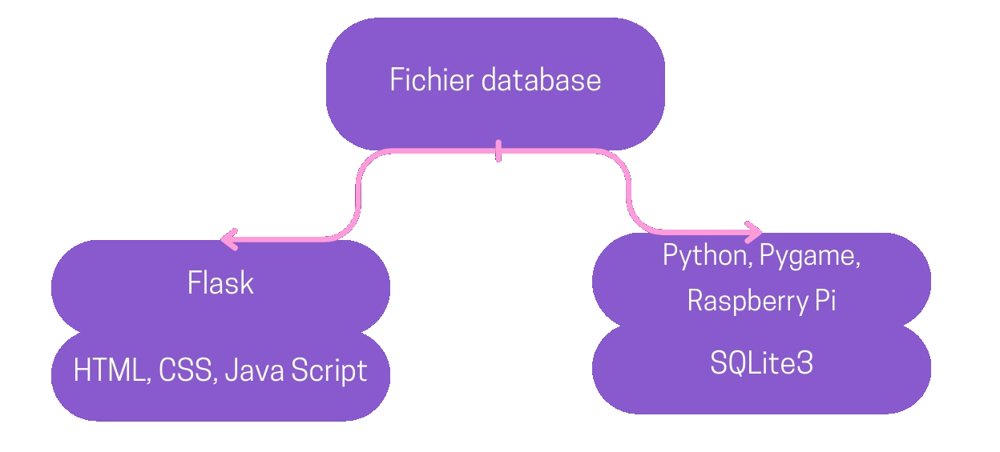 Fichier database
Flask
HTML, CSS, Java Script
Python, Pygame,
Raspberry Pi
SQLite3